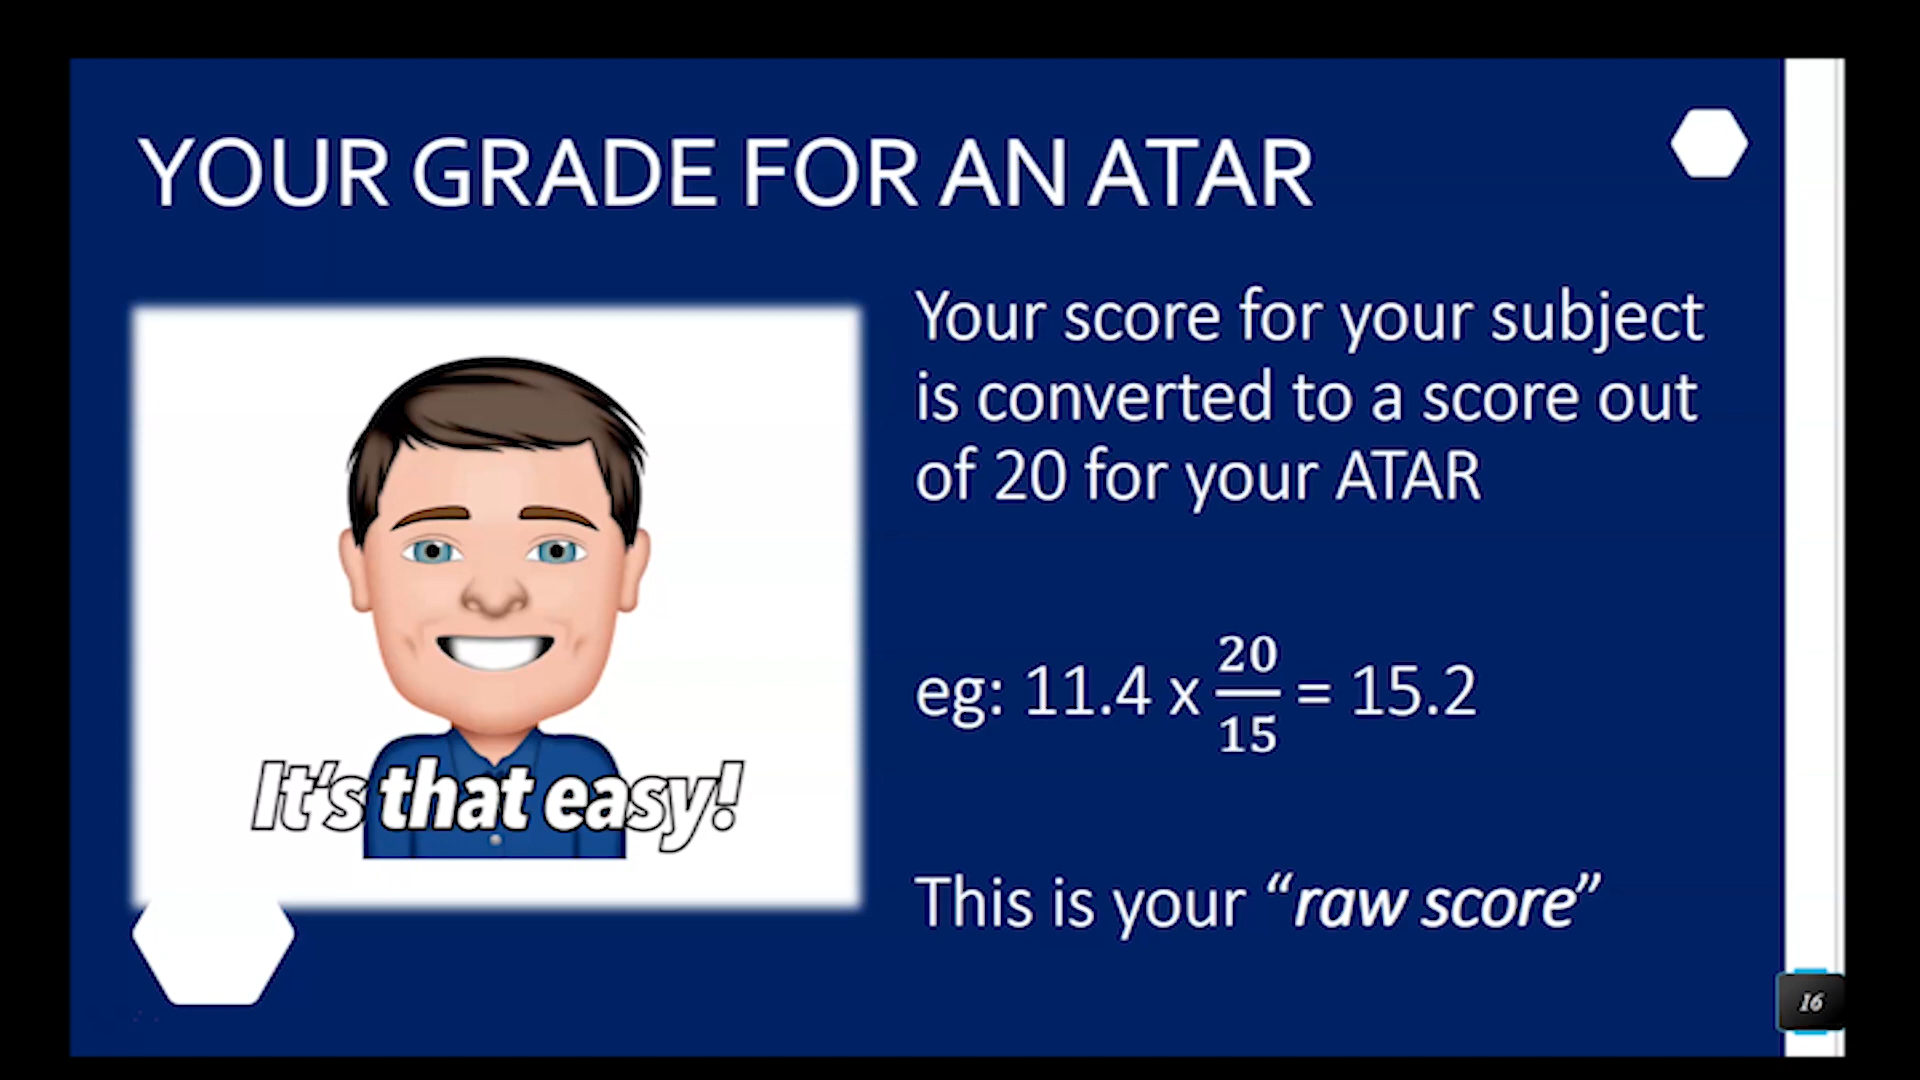 YOUR GRADE FOR AN ATAR
Your score for your subject
is converted to a score out
of 20 for your ATAR
It's that easy!
eg: 11.4 x 20/15 = 15.2
This is your “raw score”
16